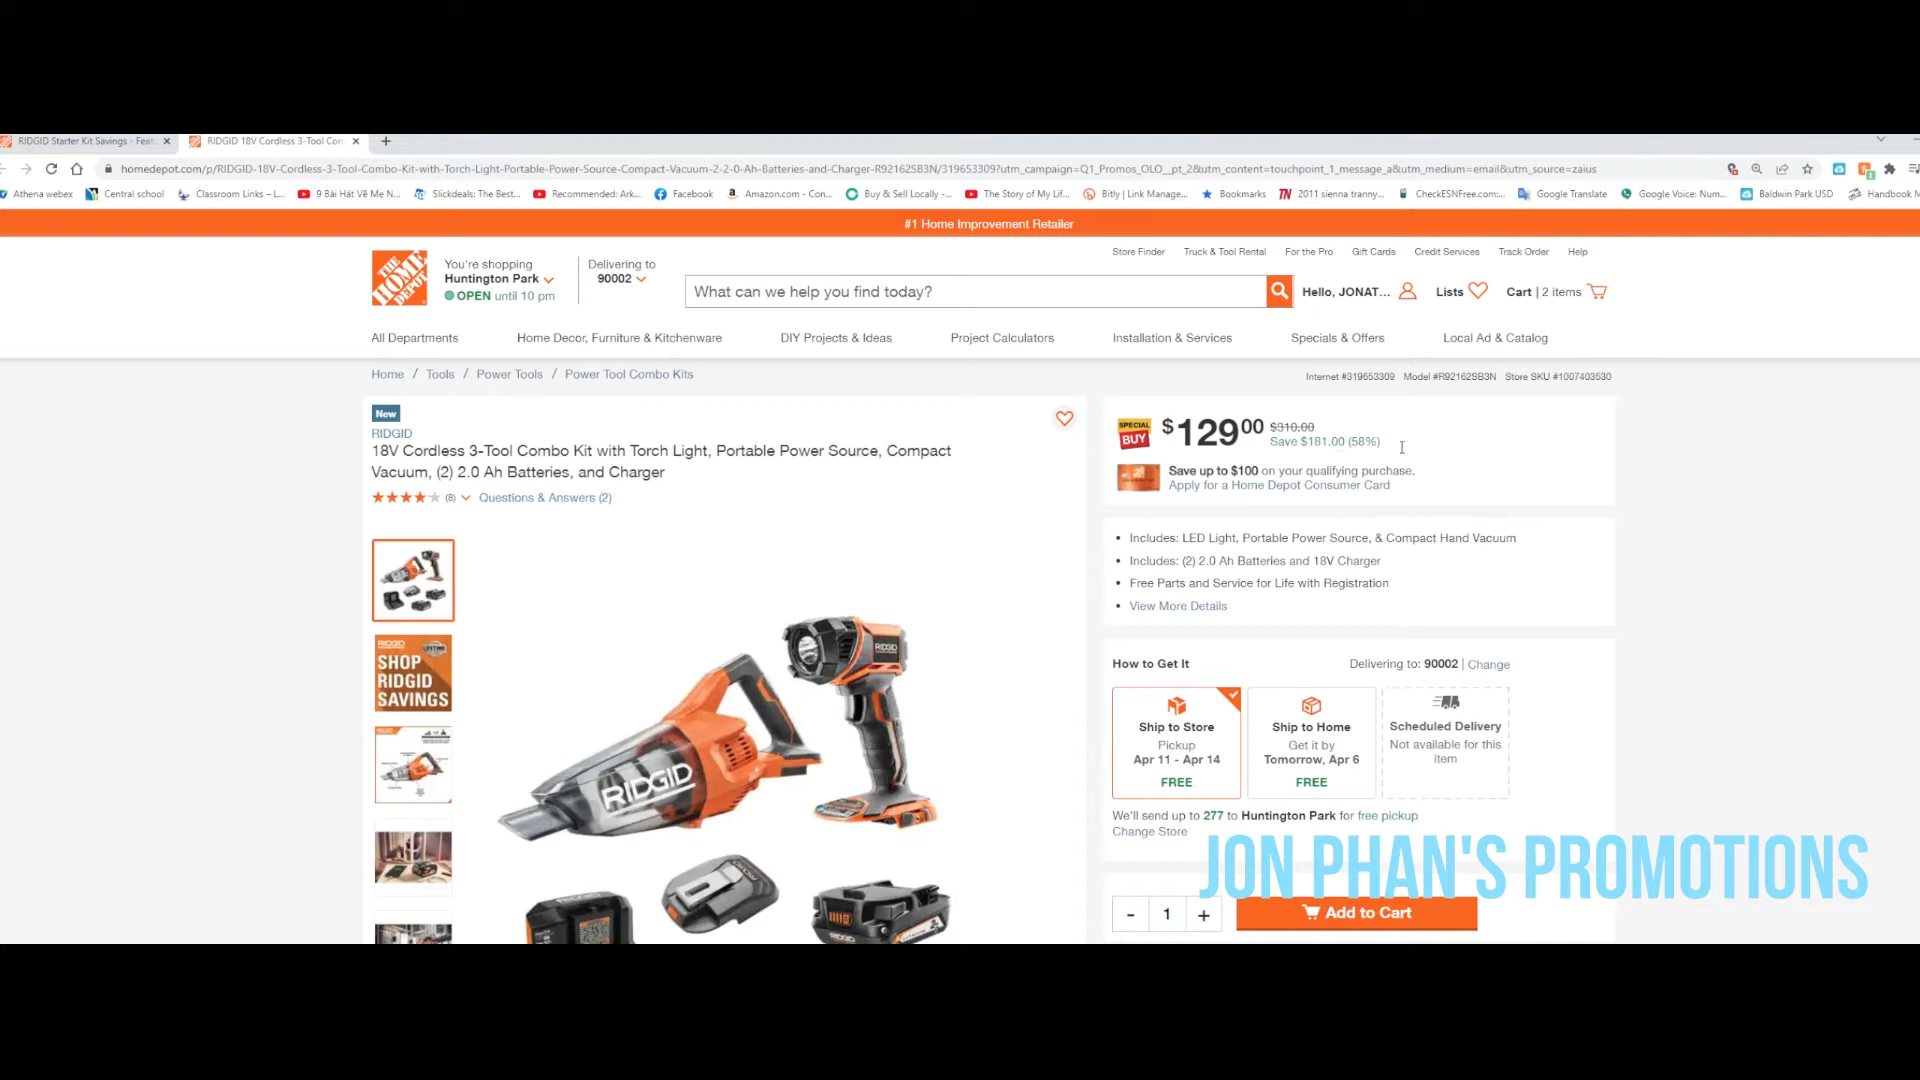 RIDGID Starter Kit Savings - Feat
RIDGID 18V Cordless 3-Tool Com
homedepot.com/p/RIDGID-18V-Cordless-3-Tool-Combo-Kit-with-Torch-Light-Portable-Power-Source-Compact-Vacuum-2-2-0-Ah-Batteries-and-Charger-R92162SB3N/319653309?utm_campaign=Q1_Promos_OLO__pt_2&utm_content=touchpoint_1_message_a&utm_medium=email&utm_source=zaius
Athena webex Central school Classroom Links – L... 9 Bài Hát Về Mẹ N... Slickdeals: The Best... Recommended: Ark... Facebook Amazon.com - Con... Buy & Sell Locally -... The Story of My Lif... Bitly | Link Manage... Bookmarks 2011 sienna tranny... CheckESNFree.com:... Google Translate Google Voice: Num... Baldwin Park USD Handbook
#1 Home Improvement Retailer
Store Finder Truck & Tool Rental For the Pro Gift Cards Credit Services Track Order Help
THE HOME DEPOT
You're shopping
Huntington Park
OPEN until 10 pm
Delivering to
90002
What can we help you find today?
Hello, JONAT... Lists Cart | 2 items
All Departments Home Decor, Furniture & Kitchenware DIY Projects & Ideas Project Calculators Installation & Services Specials & Offers Local Ad & Catalog
Home / Tools / Power Tools / Power Tool Combo Kits
Internet #319653309 Model #R92162SB3N Store SKU #1007403530
New
RIDGID
18V Cordless 3-Tool Combo Kit with Torch Light, Portable Power Source, Compact
Vacuum, (2) 2.0 Ah Batteries, and Charger
(8) Questions & Answers (2)
SPECIAL BUY
$129.00 $310.00
Save $181.00 (58%)
Save up to $100 on your qualifying purchase.
Apply for a Home Depot Consumer Card
• Includes: LED Light, Portable Power Source, & Compact Hand Vacuum
• Includes: (2) 2.0 Ah Batteries and 18V Charger
• Free Parts and Service for Life with Registration
• View More Details
RIDGID
SHOP
RIDGID
SAVINGS
RIDGID
RIDGID
How to Get It
Delivering to: 90002 | Change
Ship to Store
Pickup
Apr 11 - Apr 14
FREE
Ship to Home
Get it by
Tomorrow, Apr 6
FREE
Scheduled Delivery
Not available for this
item
We'll send up to 277 to Huntington Park for free pickup
Change Store
JON PHAN'S PROMOTIONS
- 1 +
Add to Cart